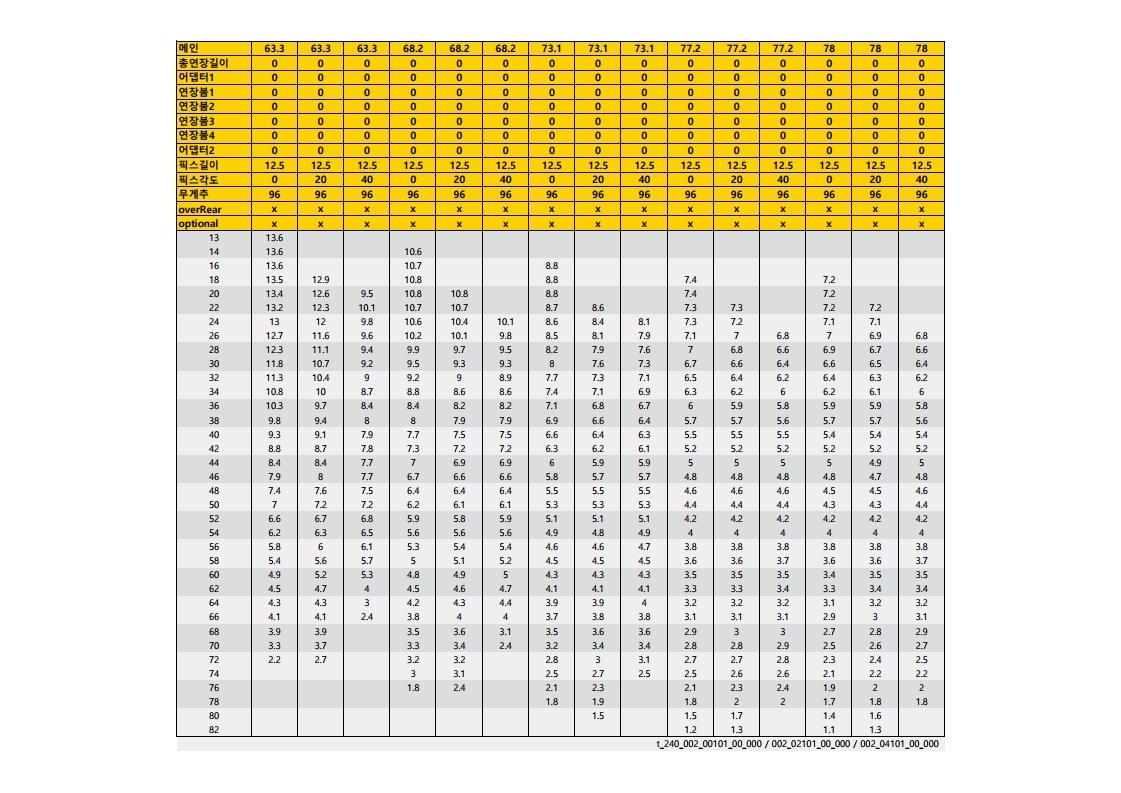 메인 63.3 63.3 63.3 68.2 68.2 68.2 73.1 73.1 73.1 77.2 77.2 77.2 78 78 78
총연장길이 0 0 0 0 0 0 0 0 0 0 0 0 0 0 0
어댑터1 0 0 0 0 0 0 0 0 0 0 0 0 0 0 0
연장붐1 0 0 0 0 0 0 0 0 0 0 0 0 0 0 0
연장붐2 0 0 0 0 0 0 0 0 0 0 0 0 0 0 0
연장붐3 0 0 0 0 0 0 0 0 0 0 0 0 0 0 0
연장붐4 0 0 0 0 0 0 0 0 0 0 0 0 0 0 0
어댑터2 0 0 0 0 0 0 0 0 0 0 0 0 0 0 0
픽스길이 12.5 12.5 12.5 12.5 12.5 12.5 12.5 12.5 12.5 12.5 12.5 12.5 12.5 12.5 12.5
픽스각도 0 20 40 0 20 40 0 20 40 0 20 40 0 20 40
무게추 96 96 96 96 96 96 96 96 96 96 96 96 96 96 96
overRear x x x x x x x x x x x x x x x
optional x x x x x x x x x x x x x x x
13 13.6
14 13.6 10.6
16 13.6 10.7 8.8
18 13.5 12.9 10.8 8.8 7.4 7.2
20 13.4 12.6 9.5 10.8 10.8 8.8 7.4 7.2
22 13.2 12.3 10.1 10.7 10.7 8.7 8.6 7.3 7.3 7.2 7.2
24 13 12 9.8 10.6 10.4 10.1 8.6 8.4 8.1 7.3 7.2 7.1 7.1
26 12.7 11.6 9.6 10.2 10.1 9.8 8.5 8.1 7.9 7.1 7 6.8 7 6.9 6.8
28 12.3 11.1 9.4 9.9 9.7 9.5 8.2 7.9 7.6 7 6.8 6.6 6.9 6.7 6.6
30 11.8 10.7 9.2 9.5 9.3 9.3 8 7.6 7.3 6.7 6.6 6.4 6.6 6.5 6.4
32 11.3 10.4 9 9.2 9 8.9 7.7 7.3 7.1 6.5 6.4 6.2 6.4 6.3 6.2
34 10.8 10 8.7 8.8 8.6 8.6 7.4 7.1 6.9 6.3 6.2 6 6.2 6.1 6
36 10.3 9.7 8.4 8.4 8.2 8.2 7.1 6.8 6.7 6 5.9 5.8 5.9 5.9 5.8
38 9.8 9.4 8 8 7.9 7.9 6.9 6.6 6.4 5.7 5.7 5.6 5.7 5.7 5.6
40 9.3 9.1 7.9 7.7 7.5 7.5 6.6 6.4 6.3 5.5 5.5 5.5 5.4 5.4 5.4
42 8.8 8.7 7.8 7.3 7.2 7.2 6.3 6.2 6.1 5.2 5.2 5.2 5.2 5.2 5.2
44 8.4 8.4 7.7 7 6.9 6.9 6 5.9 5.9 5 5 5 5 4.9 5
46 7.9 8 7.7 6.7 6.6 6.6 5.8 5.7 5.7 4.8 4.8 4.8 4.8 4.7 4.8
48 7.4 7.6 7.5 6.4 6.4 6.4 5.5 5.5 5.5 4.6 4.6 4.6 4.5 4.5 4.6
50 7 7.2 7.2 6.2 6.1 6.1 5.3 5.3 5.3 4.4 4.4 4.4 4.3 4.3 4.4
52 6.6 6.7 6.8 5.9 5.8 5.9 5.1 5.1 5.1 4.2 4.2 4.2 4.2 4.2 4.2
54 6.2 6.3 6.5 5.6 5.6 5.6 4.9 4.8 4.9 4 4 4 4 4 4
56 5.8 6 6.1 5.3 5.4 5.4 4.6 4.6 4.7 3.8 3.8 3.8 3.8 3.8 3.8
58 5.4 5.6 5.7 5 5.1 5.2 4.5 4.5 4.5 3.6 3.6 3.7 3.6 3.6 3.7
60 4.9 5.2 5.3 4.8 4.9 5 4.3 4.3 4.3 3.5 3.5 3.5 3.4 3.5 3.5
62 4.5 4.7 4 4.5 4.6 4.7 4.1 4.1 4.1 3.3 3.3 3.4 3.3 3.4 3.4
64 4.3 4.3 3 4.2 4.3 4.4 3.9 3.9 4 3.2 3.2 3.2 3.1 3.2 3.2
66 4.1 4.1 2.4 3.8 4 4 3.7 3.8 3.8 3.1 3.1 3.1 2.9 3 3.1
68 3.9 3.9 3.5 3.6 3.1 3.5 3.6 3.6 2.9 3 3 2.7 2.8 2.9
70 3.3 3.7 3.3 3.4 2.4 3.2 3.4 3.4 2.8 2.8 2.9 2.5 2.6 2.7
72 2.2 2.7 3.2 3.2 2.8 3 3.1 2.7 2.7 2.8 2.3 2.4 2.5
74 3 3.1 2.5 2.7 2.5 2.5 2.6 2.6 2.1 2.2 2.2
76 1.8 2.4 2.1 2.3 2.1 2.3 2.4 1.9 2 2
78 1.8 1.9 1.8 2 2 1.7 1.8 1.8
80 1.5 1.5 1.7 1.4 1.6
82 1.2 1.3 1.1 1.3
t_240_002_00101_00_000 / 002_02101_00_000 / 002_04101_00_000